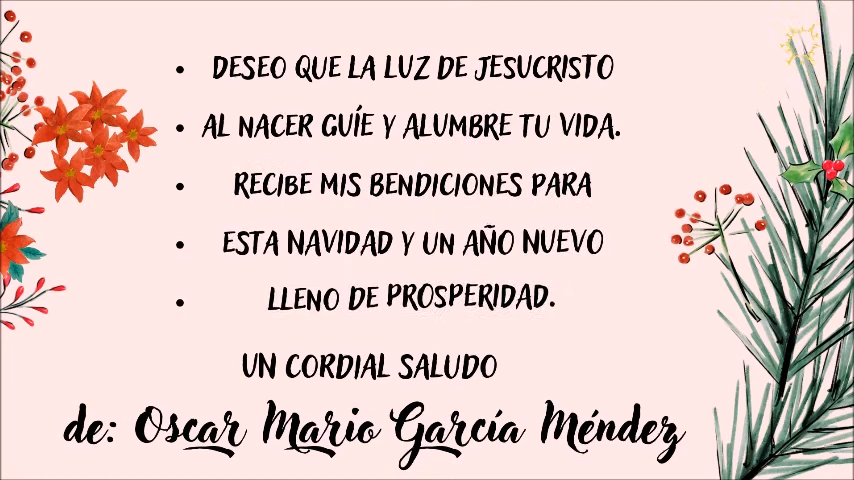 • DESEO QUE LA LUZ DE JESUCRISTO
• AL NACER GUÍE Y ALUMBRE TU VIDA.
• RECIBE MIS BENDICIONES PARA
• ESTA NAVIDAD Y UN AÑO NUEVO
• LLENO DE PROSPERIDAD.
UN CORDIAL SALUDO
de: Oscar Mario García Méndez